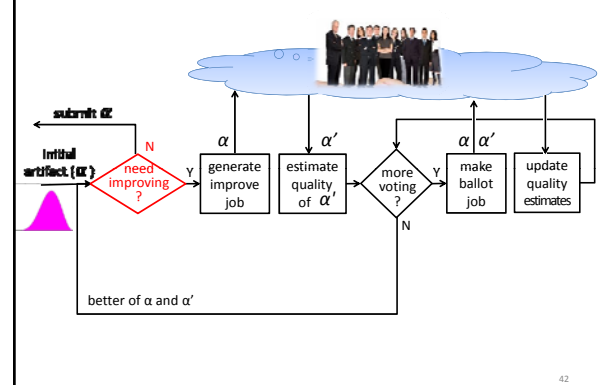 submit α
N
Initial
artifact (α)
need
improving
?
Y
generate
improve
job
α
α’
estimate
quality
of α’
more
voting
?
Y
N
α α’
make
ballot
job
update
quality
estimates
better of α and α’
42